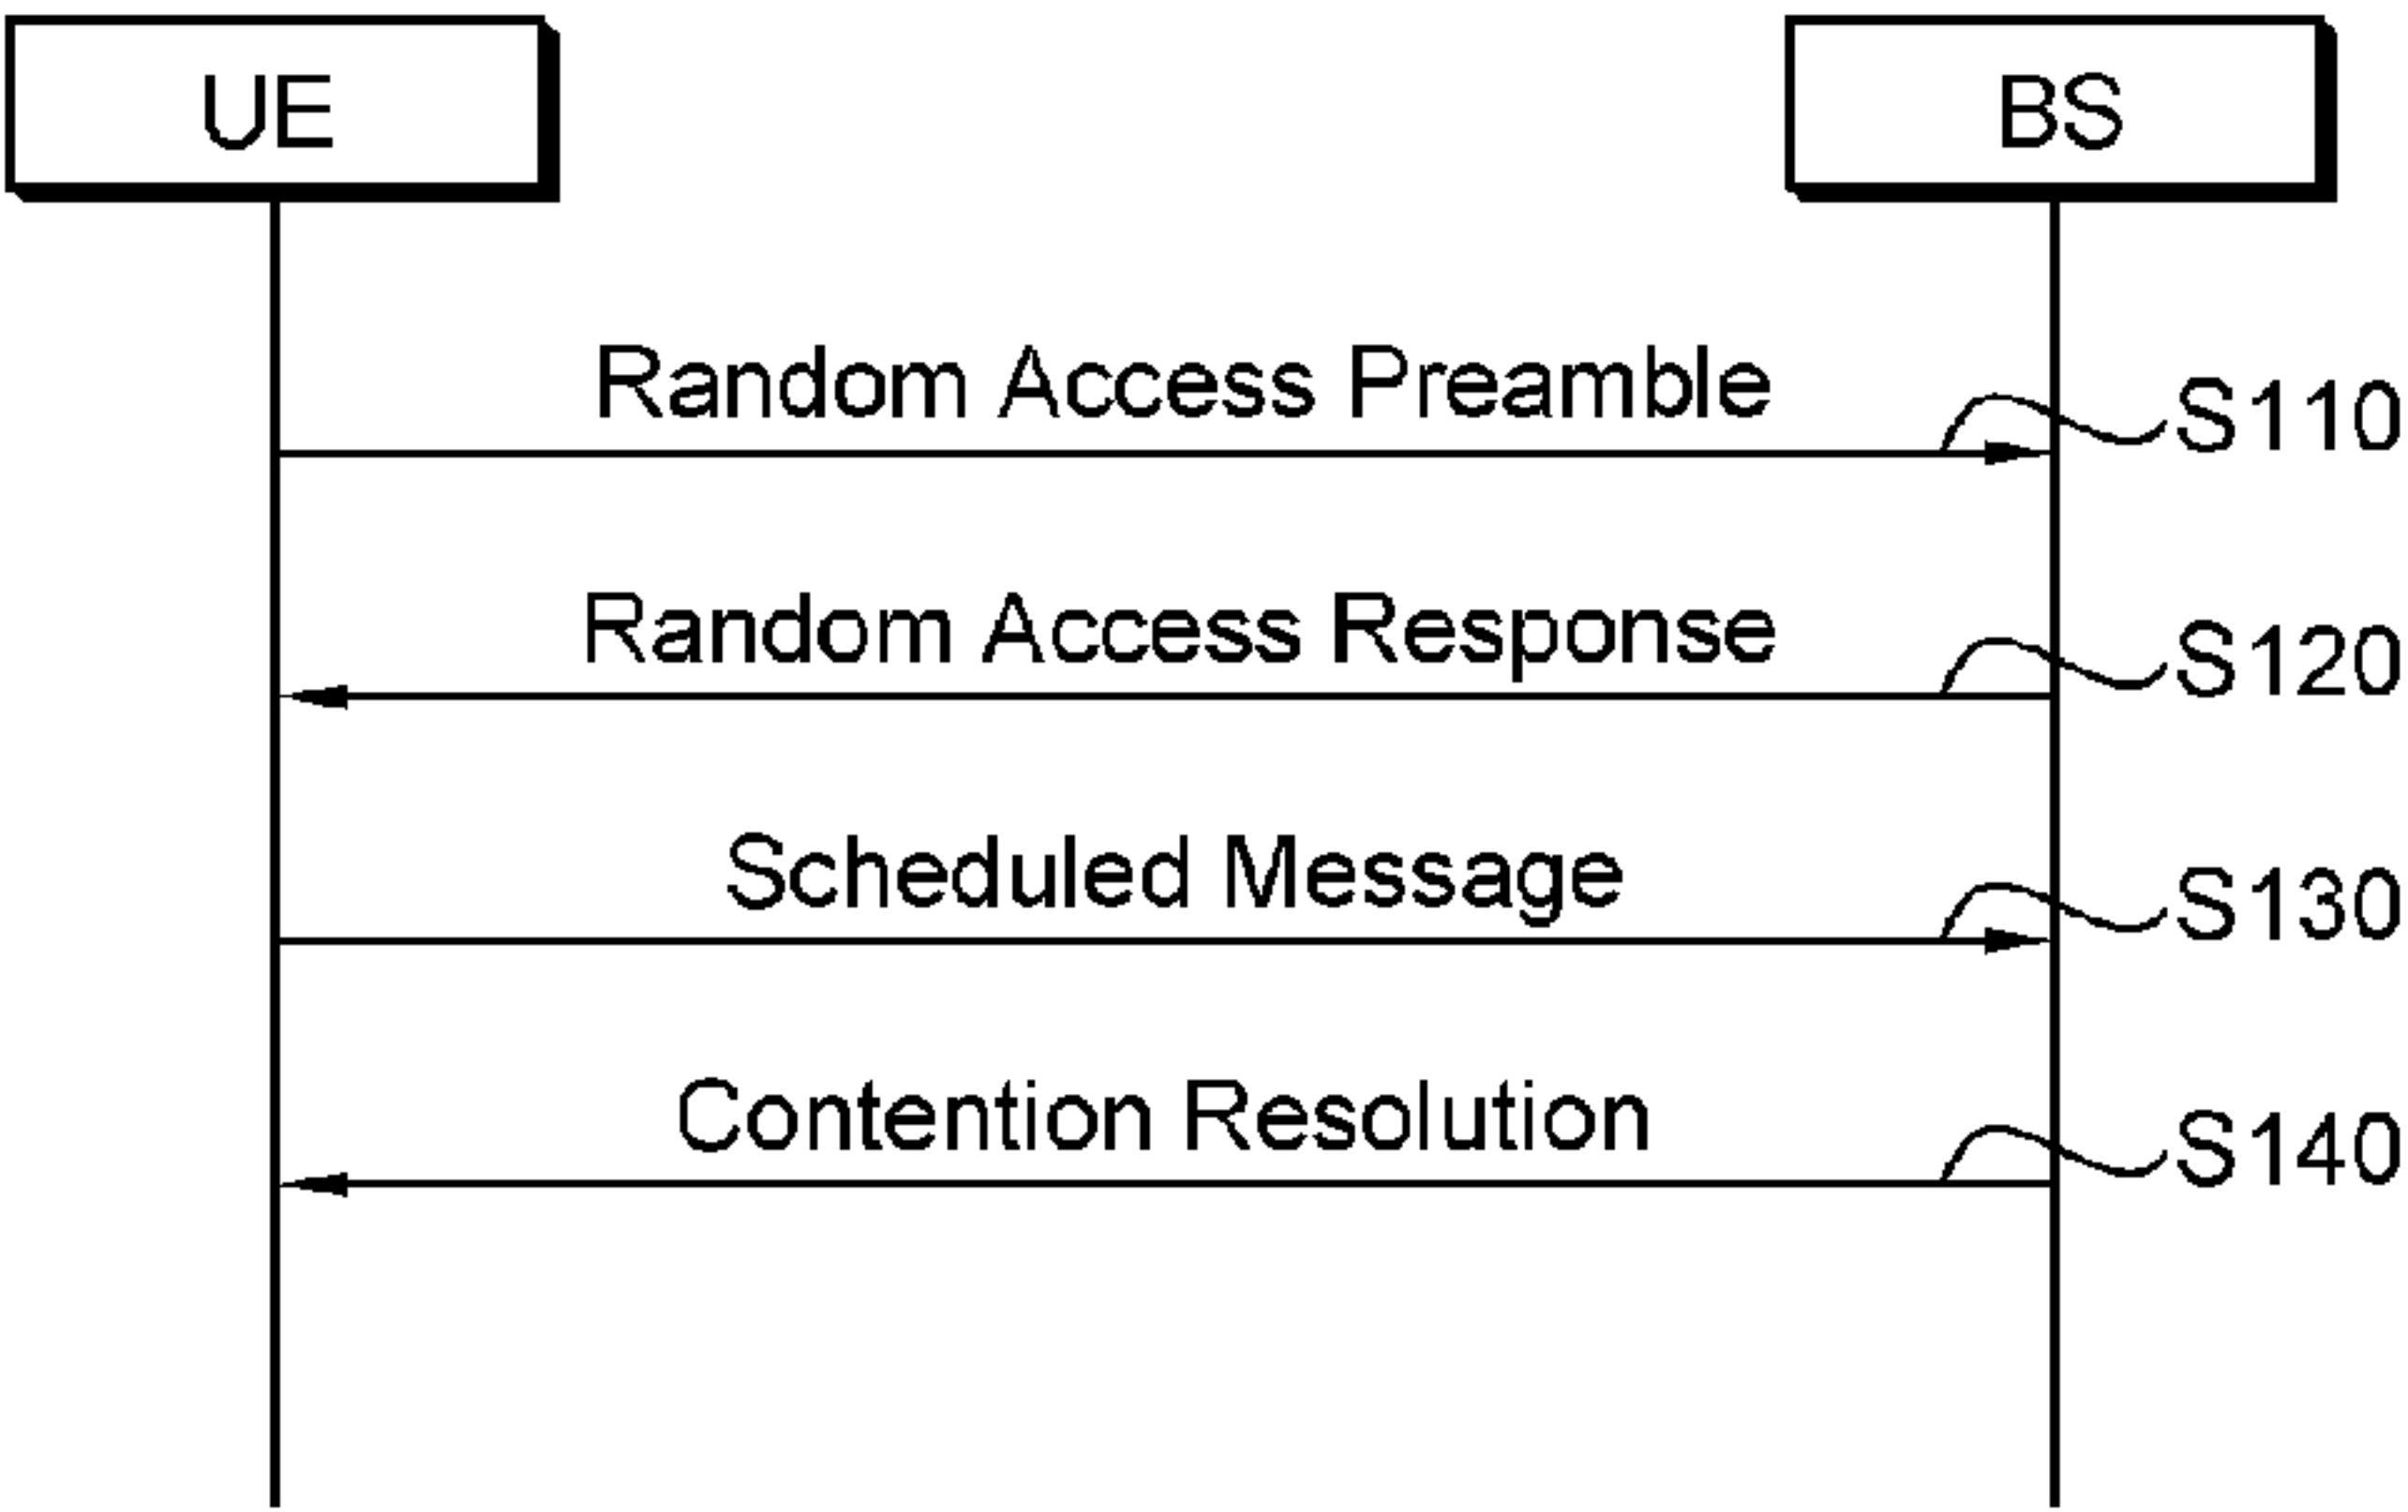 UE
BS
Random Access Preamble
S110
Random Access Response
S120
Scheduled Message
S130
Contention Resolution
S140